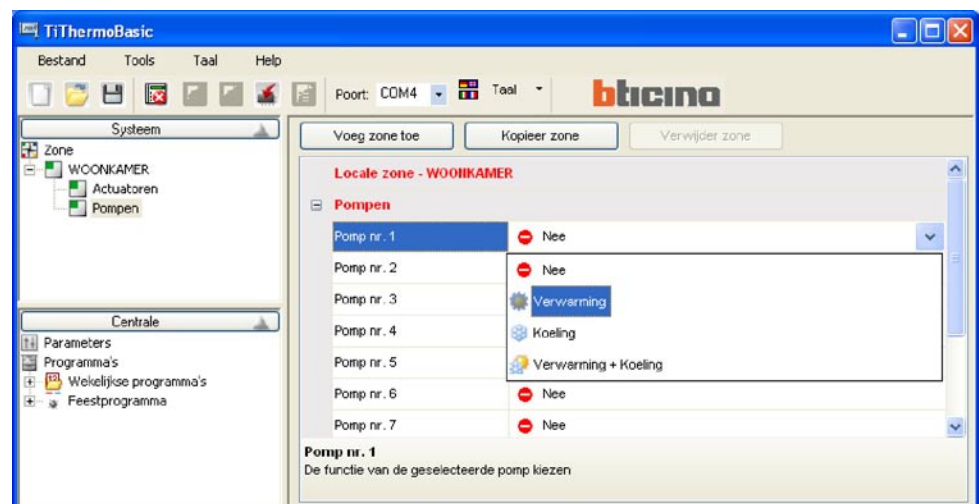 TiThermoBasic
Bestand Tools Taal Help
Poort: COM4 Taal bticino
Systeem
Zone
WOONKAMER
Actuatoren
Pompen
Centrale
Parameters
Programma's
Wekelijkse programma's
Feestprogramma
Voeg zone toe Kopieer zone Verwijder zone
Locale zone - WOONKAMER
Pompen
Pomp nr. 1 Nee
Pomp nr. 2 Nee
Pomp nr. 3 Verwarming
Pomp nr. 4 Koeling
Pomp nr. 5 Verwarming + Koeling
Pomp nr. 6 Nee
Pomp nr. 7 Nee
Pomp nr. 1
De functie van de geselecteerde pomp kiezen